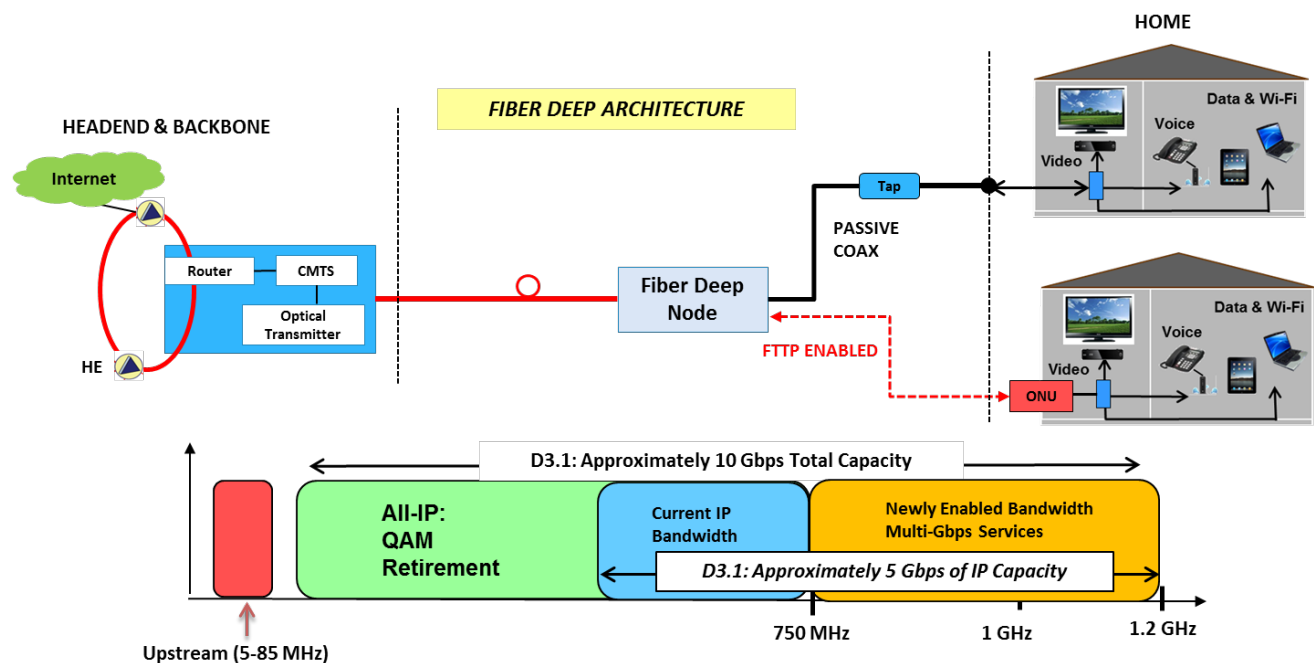 HOME
FIBER DEEP ARCHITECTURE
HEADEND & BACKBONE
Internet
Router
CMTS
Optical
Transmitter
HE
Fiber Deep
Node
Tap
PASSIVE
COAX
FTTP ENABLED
Data & Wi-Fi
Voice
Video
Data & Wi-Fi
Voice
Video
ONU
D3.1: Approximately 10 Gbps Total Capacity
All-IP:
QAM
Retirement
Current IP
Bandwidth
Newly Enabled Bandwidth
Multi-Gbps Services
D3.1: Approximately 5 Gbps of IP Capacity
750 MHz
1 GHz
1.2 GHz
Upstream (5-85 MHz)